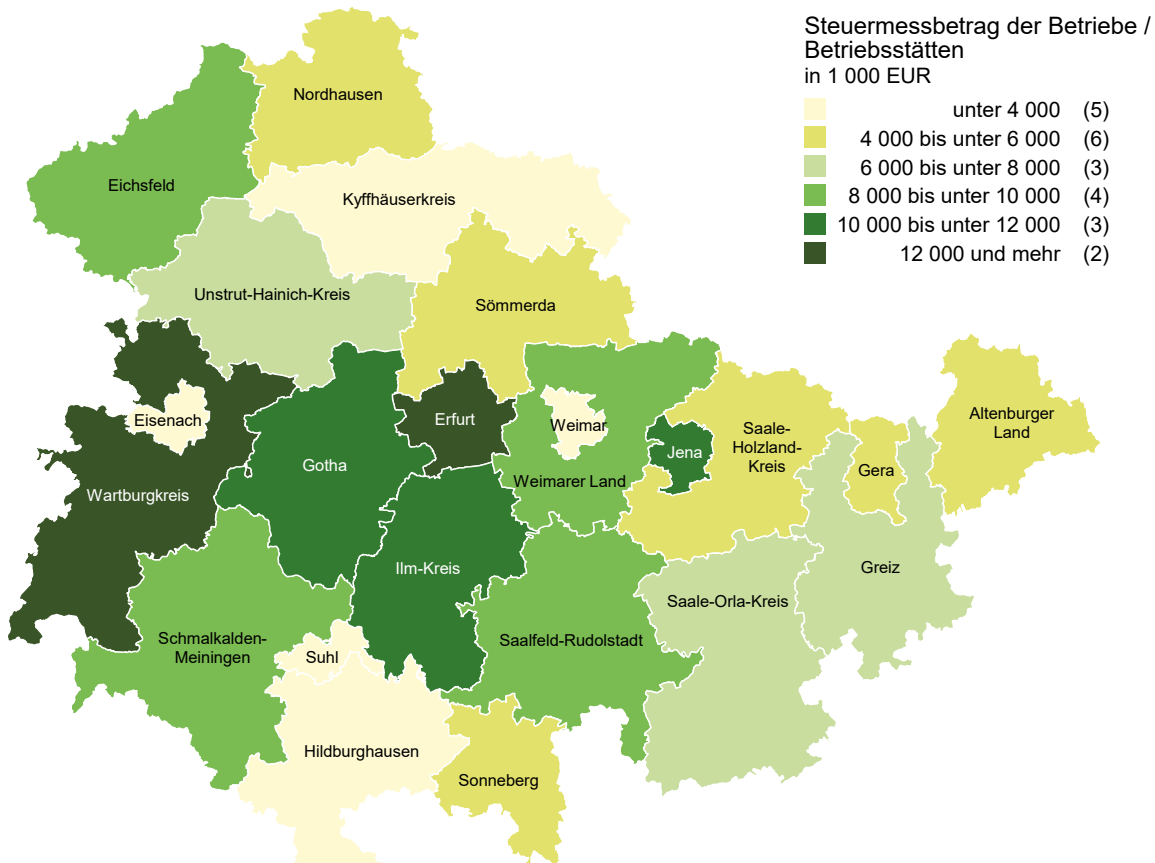 Steuermessbetrag der Betriebe /
Betriebsstätten
in 1 000 EUR
unter 4 000 (5)
4 000 bis unter 6 000 (6)
6 000 bis unter 8 000 (3)
8 000 bis unter 10 000 (4)
10 000 bis unter 12 000 (3)
12 000 und mehr (2)
Nordhausen
Eichsfeld
Kyffhäuserkreis
Unstrut-Hainich-Kreis
Sömmerda
Eisenach
Erfurt
Weimar
Saale-
Holzland-
Kreis
Altenburger
Land
Jena
Gotha
Gera
Weimarer Land
Wartburgkreis
Ilm-Kreis
Greiz
Saale-Orla-Kreis
Schmalkalden-
Meiningen
Saalfeld-Rudolstadt
Suhl
Hildburghausen
Sonneberg